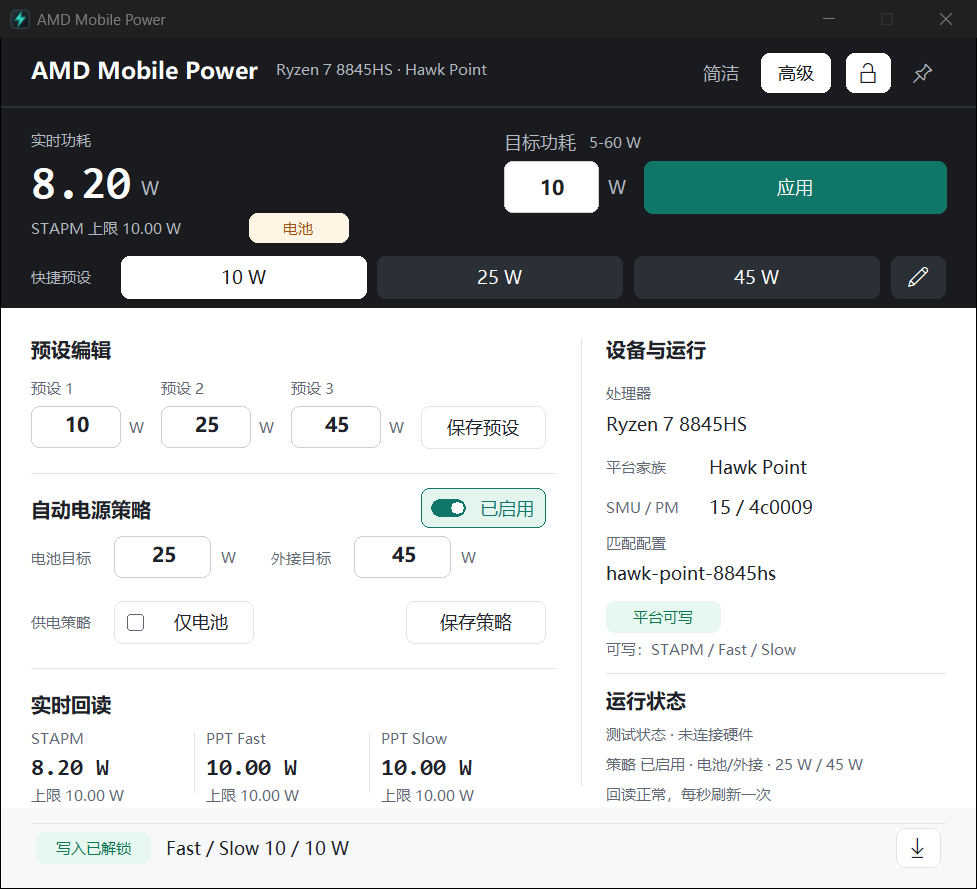 AMD Mobile Power
AMD Mobile Power Ryzen 7 8845HS · Hawk Point 简洁 高级
实时功耗
8.20 W
STAPM 上限 10.00 W 电池
目标功耗 5-60 W
10 W 应用
快捷预设 10 W 25 W 45 W
预设编辑
预设 1 预设 2 预设 3
10 W 25 W 45 W 保存预设
自动电源策略 已启用
电池目标 25 W 外接目标 45 W
供电策略 仅电池 保存策略
实时回读
STAPM PPT Fast PPT Slow
8.20 W 10.00 W 10.00 W
上限 10.00 W 上限 10.00 W 上限 10.00 W
设备与运行
处理器
Ryzen 7 8845HS
平台家族 Hawk Point
SMU / PM 15 / 4c0009
匹配配置
hawk-point-8845hs
平台可写
可写：STAPM / Fast / Slow
运行状态
测试状态 · 未连接硬件
策略 已启用 · 电池/外接 · 25 W / 45 W
回读正常，每秒刷新一次
写入已解锁 Fast / Slow 10 / 10 W